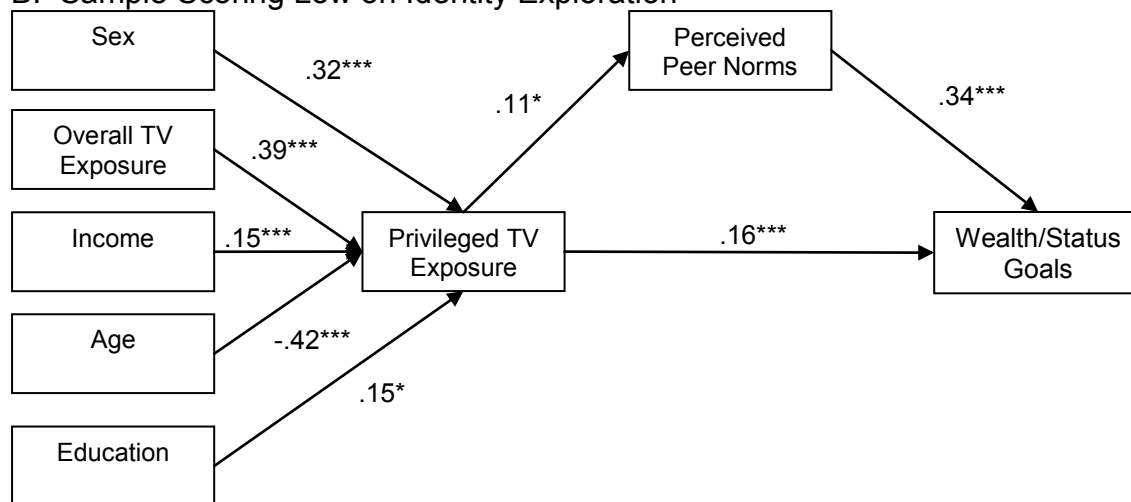 B. Sample Scoring Low on Identity Exploration
Sex
Perceived
Peer Norms
.32***
.11*
.34***
Overall TV
Exposure
.39***
Income
.15***
Privileged TV
Exposure
.16***
Wealth/Status
Goals
Age
-.42***
.15*
Education